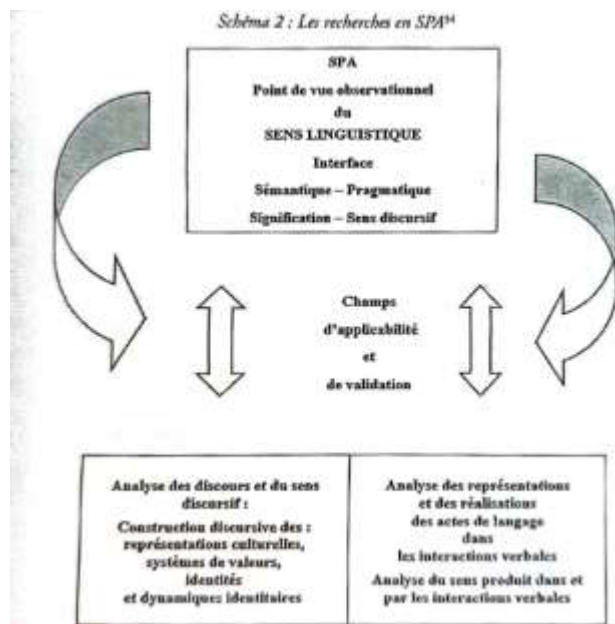 Schéma 2 : Les recherches en SPA⁸⁴
SPA
Point de vue observationnel
du
SENS LINGUISTIQUE
Interface
Sémantique – Pragmatique
Signification – Sens discursif
Champs
d'applicabilité
et
de validation
Analyse des discours et du sens
discursif :
Construction discursive des :
représentations culturelles,
systèmes de valeurs,
identités
et dynamiques identitaires
Analyse des représentations
et des réalisations
des actes de langage
dans
les interactions verbales
Analyse du sens produit dans et
par les interactions verbales